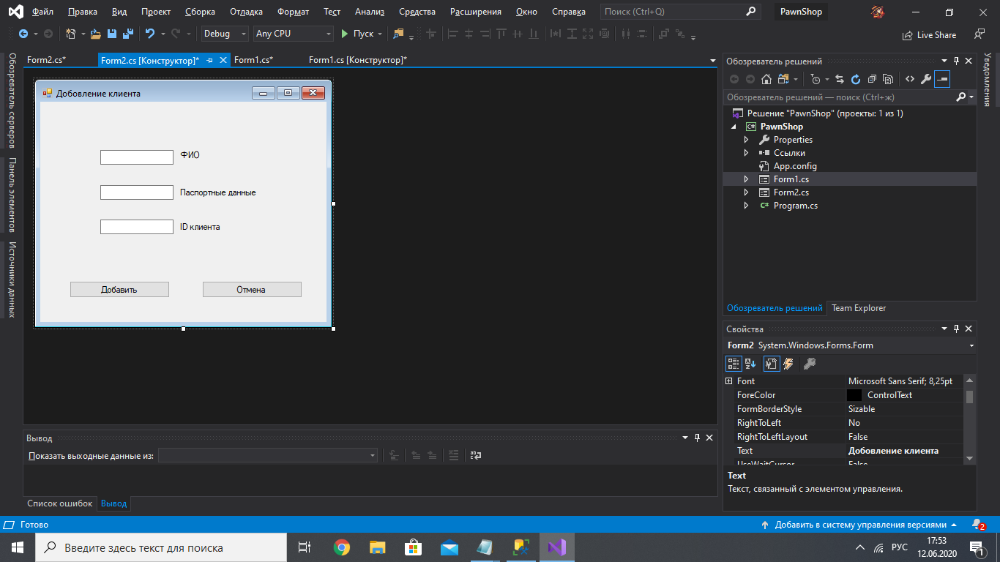 Файл Правка Вид Проект Сборка Отладка Формат Тест Анализ Средства Расширения Окно Справка Поиск (Ctrl+Q) PawnShop
Debug Any CPU Пуск Live Share
Form2.cs* Form2.cs [Конструктор]* Form1.cs* Form1.cs [Конструктор]*
Обозреватель серверов
Панель элементов
Источники данных
Добовление клиента
ФИО
Паспортные данные
ID клиента
Добавить Отмена
Обозреватель решений
Обозреватель решений — поиск (Ctrl+ж)
Решение "PawnShop" (проекты: 1 из 1)
PawnShop
Properties
Ссылки
App.config
Form1.cs
Form2.cs
Program.cs
Обозреватель решений Team Explorer
Уведомления
Свойства
Form2 System.Windows.Forms.Form
Font Microsoft Sans Serif; 8,25pt
ForeColor ControlText
FormBorderStyle Sizable
RightToLeft No
RightToLeftLayout False
Text Добовление клиента
UseWaitCursor False
Text
Текст, связанный с элементом управления.
Вывод
Показать выходные данные из:
Список ошибок Вывод
Готово Добавить в систему управления версиями 2
Введите здесь текст для поиска
РУС 17:53
12.06.2020 1